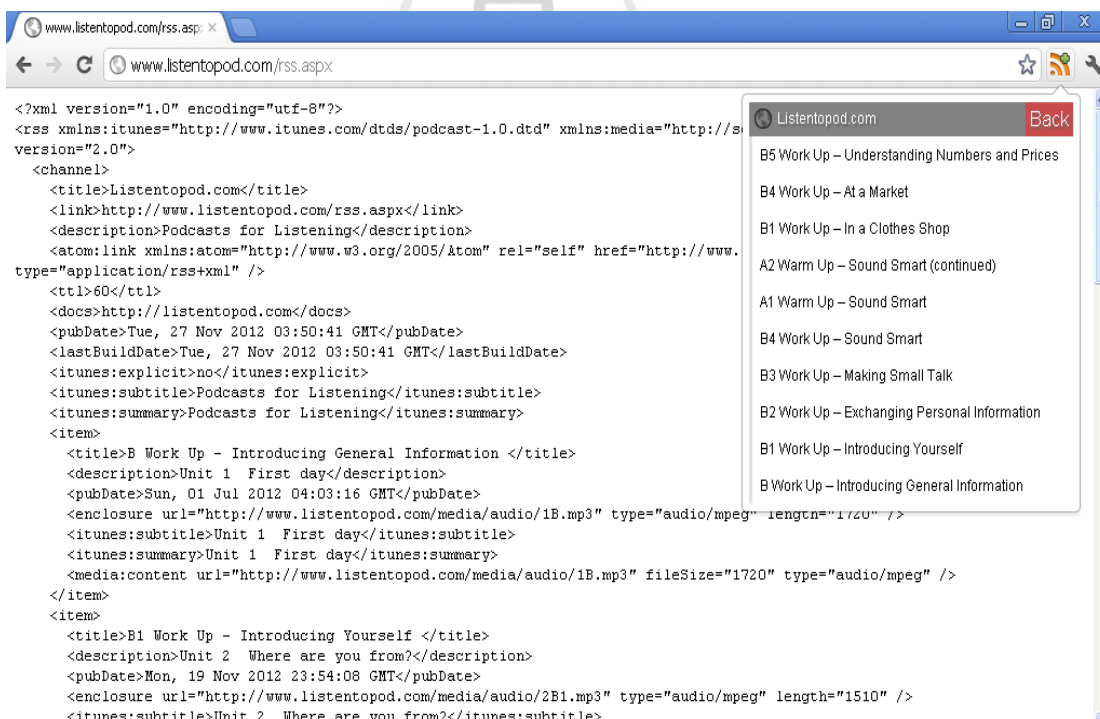 www.listentopod.com/rss.asp
www.listentopod.com/rss.aspx
<?xml version="1.0" encoding="utf-8"?>
<rss xmlns:itunes="http://www.itunes.com/dtds/podcast-1.0.dtd" xmlns:media="http://s
version="2.0">
<channel>
<title>Listentopod.com</title>
<link>http://www.listentopod.com/rss.aspx</link>
<description>Podcasts for Listening</description>
<atom:link xmlns:atom="http://www.w3.org/2005/Atom" rel="self" href="http://www.
type="application/rss+xml" />
<ttl>60</ttl>
<docs>http://listentopod.com</docs>
<pubDate>Tue, 27 Nov 2012 03:50:41 GMT</pubDate>
<lastBuildDate>Tue, 27 Nov 2012 03:50:41 GMT</lastBuildDate>
<itunes:explicit>no</itunes:explicit>
<itunes:subtitle>Podcasts for Listening</itunes:subtitle>
<itunes:summary>Podcasts for Listening</itunes:summary>
<item>
<title>B Work Up - Introducing General Information </title>
<description>Unit 1  First day</description>
<pubDate>Sun, 01 Jul 2012 04:03:16 GMT</pubDate>
<enclosure url="http://www.listentopod.com/media/audio/1B.mp3" type="audio/mpeg" length="1720" />
<itunes:subtitle>Unit 1  First day</itunes:subtitle>
<itunes:summary>Unit 1  First day</itunes:summary>
<media:content url="http://www.listentopod.com/media/audio/1B.mp3" fileSize="1720" type="audio/mpeg" />
</item>
<item>
<title>B1 Work Up - Introducing Yourself </title>
<description>Unit 2  Where are you from?</description>
<pubDate>Mon, 19 Nov 2012 23:54:08 GMT</pubDate>
<enclosure url="http://www.listentopod.com/media/audio/2B1.mp3" type="audio/mpeg" length="1510" />
<itunes:subtitle>Unit 2  Where are you from?</itunes:subtitle>
Listentopod.com Back
B5 Work Up – Understanding Numbers and Prices
B4 Work Up – At a Market
B1 Work Up – In a Clothes Shop
A2 Warm Up – Sound Smart (continued)
A1 Warm Up – Sound Smart
B4 Work Up – Sound Smart
B3 Work Up – Making Small Talk
B2 Work Up – Exchanging Personal Information
B1 Work Up – Introducing Yourself
B Work Up – Introducing General Information